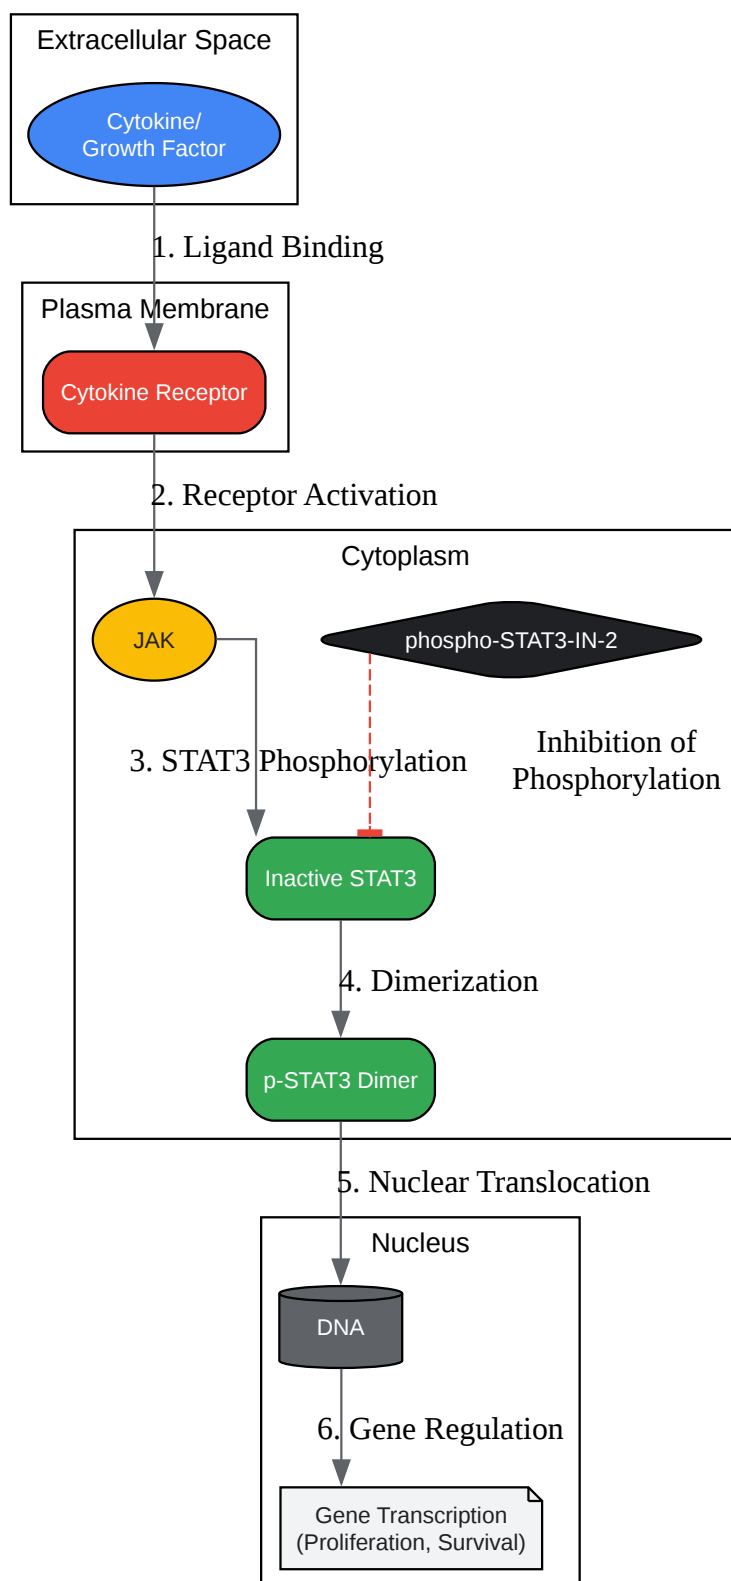 Extracellular Space
Cytokine/
Growth Factor
1. Ligand Binding
Plasma Membrane
Cytokine Receptor
2. Receptor Activation
Cytoplasm
JAK
phospho-STAT3-IN-2
3. STAT3 Phosphorylation
Inhibition of
Phosphorylation
Inactive STAT3
4. Dimerization
p-STAT3 Dimer
5. Nuclear Translocation
Nucleus
DNA
6. Gene Regulation
Gene Transcription
(Proliferation, Survival)